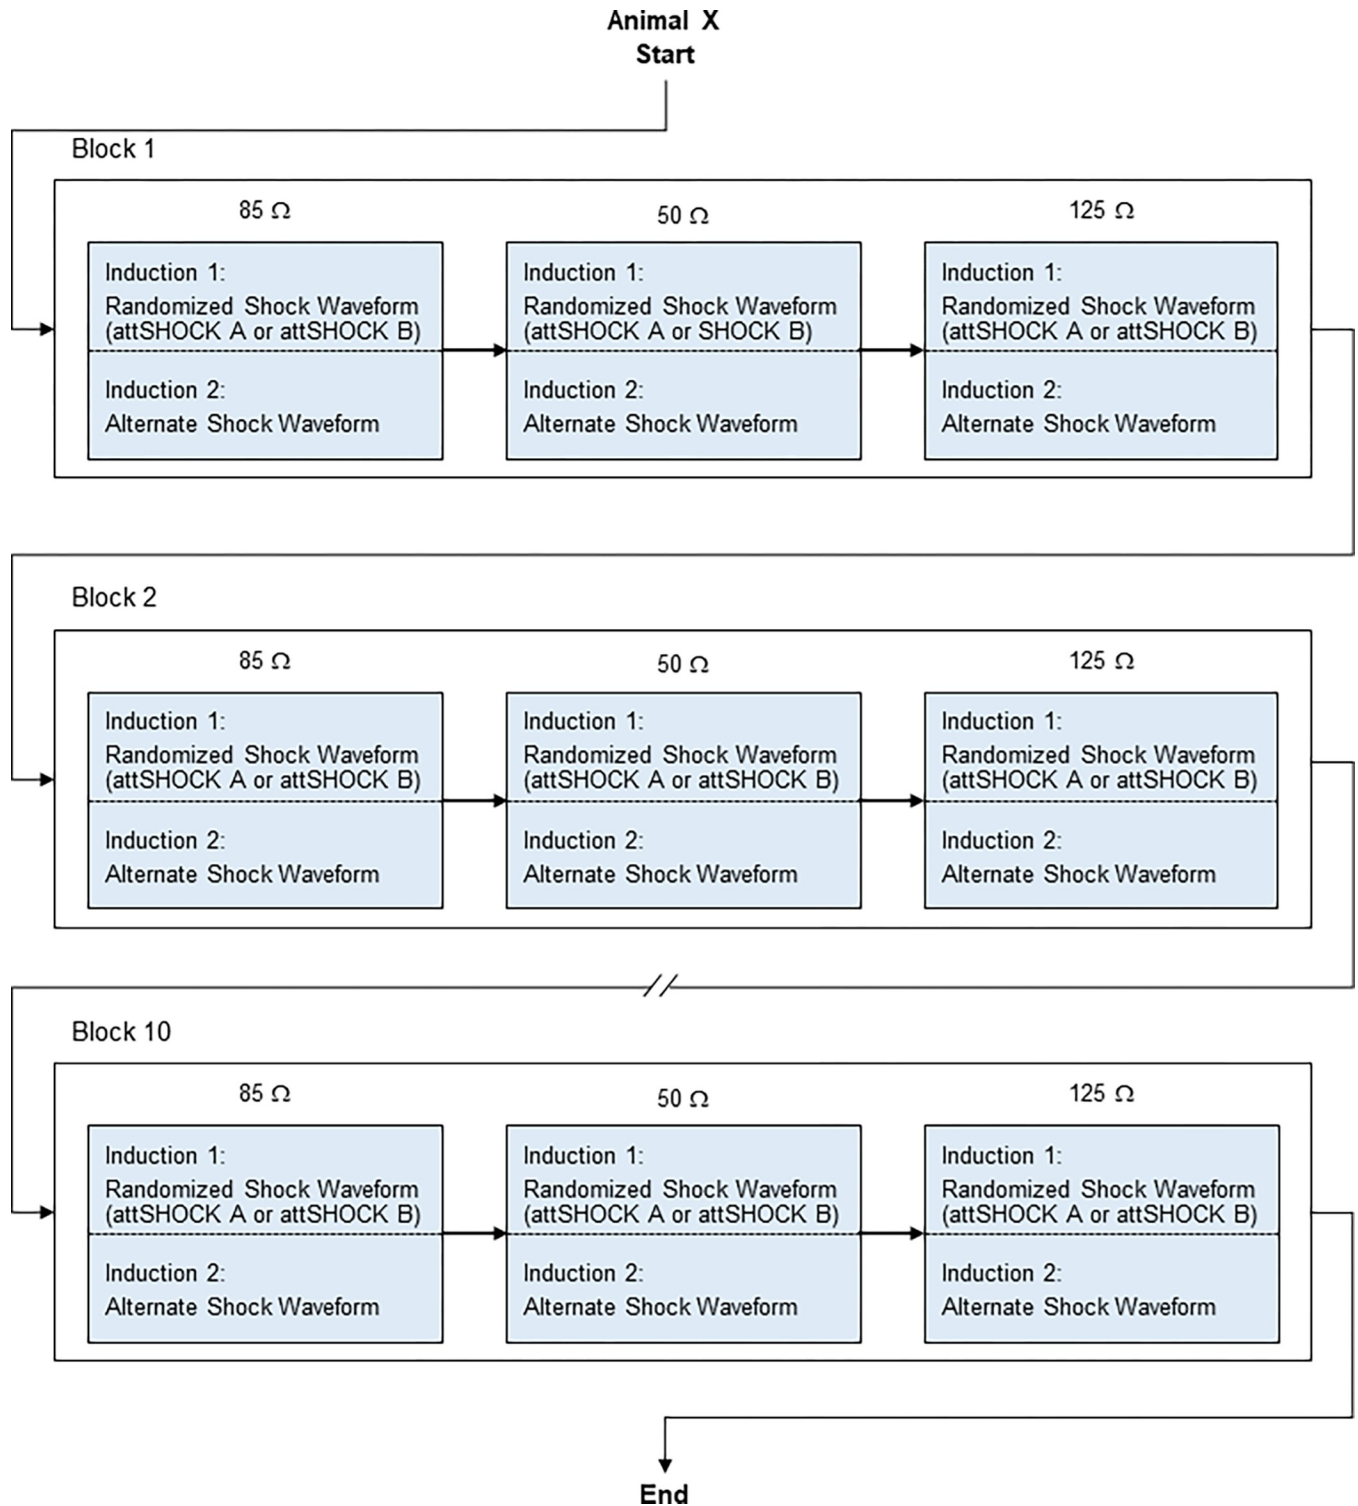 Animal X
Start
Block 1
85 Ω
50 Ω
125 Ω
Induction 1:
Randomized Shock Waveform
(attSHOCK A or attSHOCK B)
Induction 2:
Alternate Shock Waveform
Induction 1:
Randomized Shock Waveform
(attSHOCK A or SHOCK B)
Induction 2:
Alternate Shock Waveform
Induction 1:
Randomized Shock Waveform
(attSHOCK A or attSHOCK B)
Induction 2:
Alternate Shock Waveform
Block 2
85 Ω
50 Ω
125 Ω
Induction 1:
Randomized Shock Waveform
(attSHOCK A or attSHOCK B)
Induction 2:
Alternate Shock Waveform
Induction 1:
Randomized Shock Waveform
(attSHOCK A or attSHOCK B)
Induction 2:
Alternate Shock Waveform
Induction 1:
Randomized Shock Waveform
(attSHOCK A or attSHOCK B)
Induction 2:
Alternate Shock Waveform
Block 10
85 Ω
50 Ω
125 Ω
Induction 1:
Randomized Shock Waveform
(attSHOCK A or attSHOCK B)
Induction 2:
Alternate Shock Waveform
Induction 1:
Randomized Shock Waveform
(attSHOCK A or attSHOCK B)
Induction 2:
Alternate Shock Waveform
Induction 1:
Randomized Shock Waveform
(attSHOCK A or attSHOCK B)
Induction 2:
Alternate Shock Waveform
End